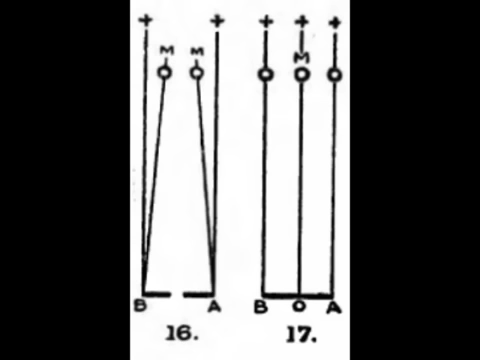 + + + + +
M M M
B A B O A
16. 17.